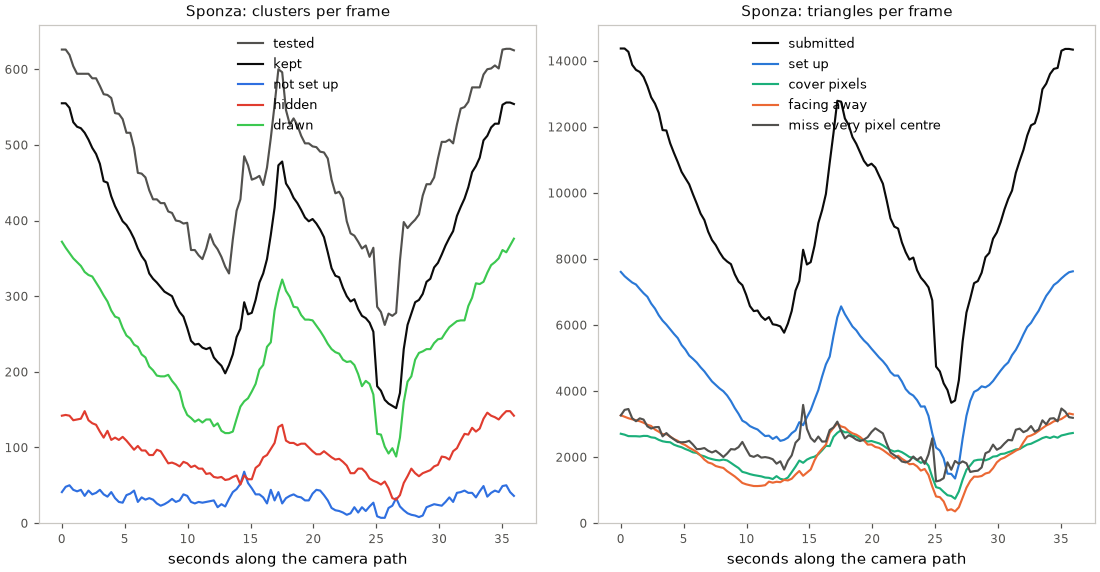 Sponza: clusters per frame
tested
kept
not set up
hidden
drawn
600
500
400
300
200
100
0
0 5 10 15 20 25 30 35
seconds along the camera path
Sponza: triangles per frame
submitted
set up
cover pixels
facing away
miss every pixel centre
14000
12000
10000
8000
6000
4000
2000
0
0 5 10 15 20 25 30 35
seconds along the camera path